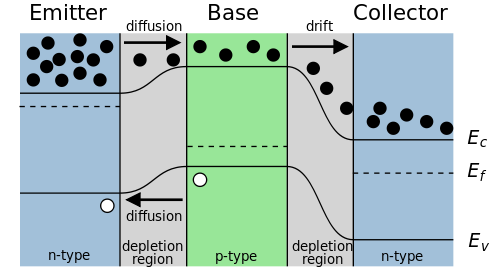 Emitter
Base
Collector
diffusion
drift
E_c
E_f
E_v
diffusion
n-type
depletion
region
p-type
depletion
region
n-type